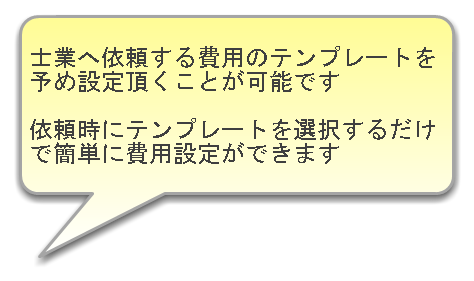 士業へ依頼する費用のテンプレートを
予め設定頂くことが可能です
依頼時にテンプレートを選択するだけ
で簡単に費用設定ができます